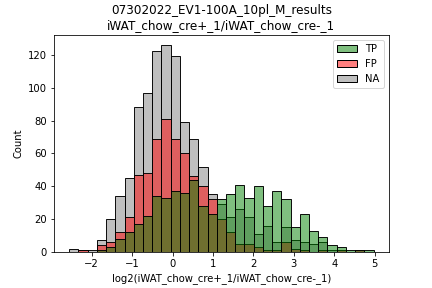 07302022_EV1-100A_10pl_M_results
iWAT_chow_cre+_1/iWAT_chow_cre-_1
TP
FP
NA
Count
120
100
80
60
40
20
0
−2
−1
0
1
2
3
4
5
log2(iWAT_chow_cre+_1/iWAT_chow_cre-_1)